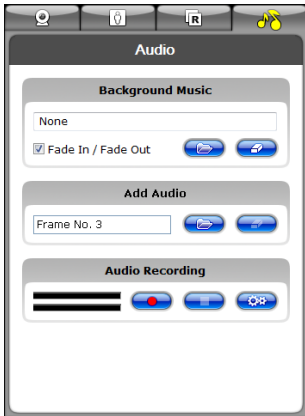 R
Audio
Background Music
None
Fade In / Fade Out
Add Audio
Frame No. 3
Audio Recording